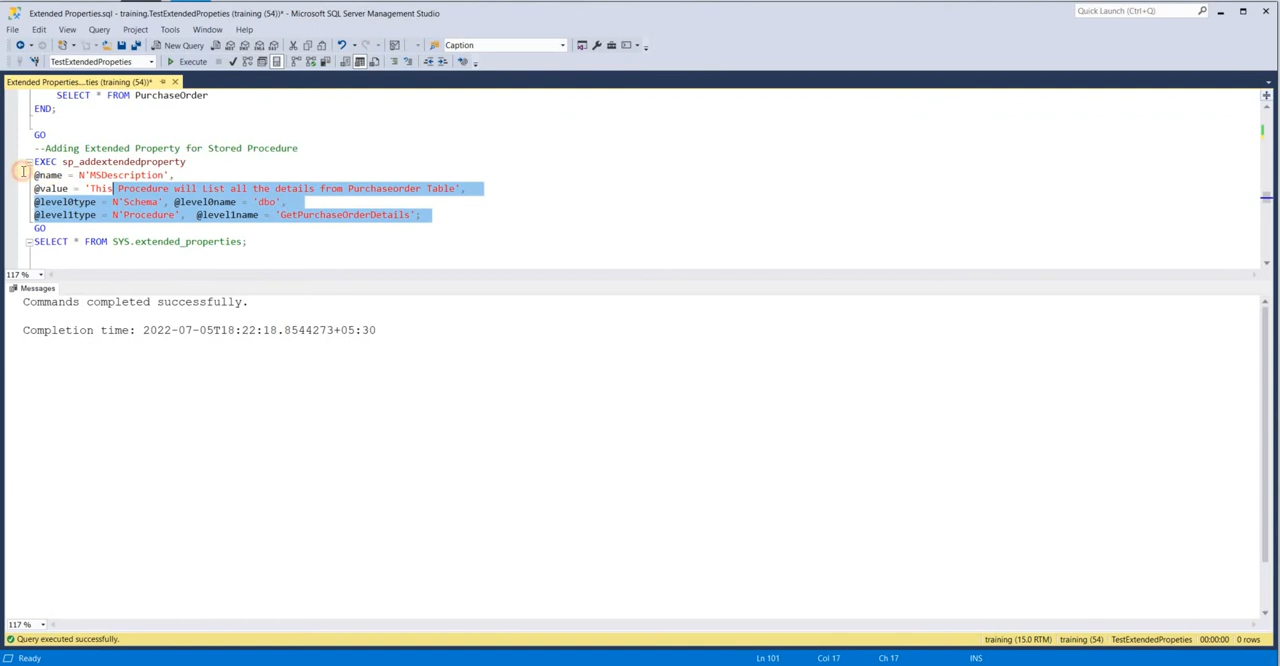 Extended Properties.sql - training.TestExtendedPropeties (training (54))* - Microsoft SQL Server Management Studio
Quick Launch (Ctrl+Q)
File Edit View Query Project Tools Window Help
New Query Caption
TestExtendedPropeties Execute
Extended Properties....ties (training (54))*
SELECT * FROM PurchaseOrder
END;
GO
--Adding Extended Property for Stored Procedure
EXEC sp_addextendedproperty
@name = N'MSDescription',
@value = 'This Procedure will List all the details from Purchaseorder Table',
@level0type = N'Schema', @level0name = 'dbo',
@level1type = N'Procedure', @level1name = 'GetPurchaseOrderDetails';
GO
SELECT * FROM SYS.extended_properties;
117 %
Messages
Commands completed successfully.
Completion time: 2022-07-05T18:22:18.8544273+05:30
117 %
Query executed successfully. training (15.0 RTM) training (54) TestExtendedPropeties 00:00:00 0 rows
Ready Ln 101 Col 17 Ch 17 INS